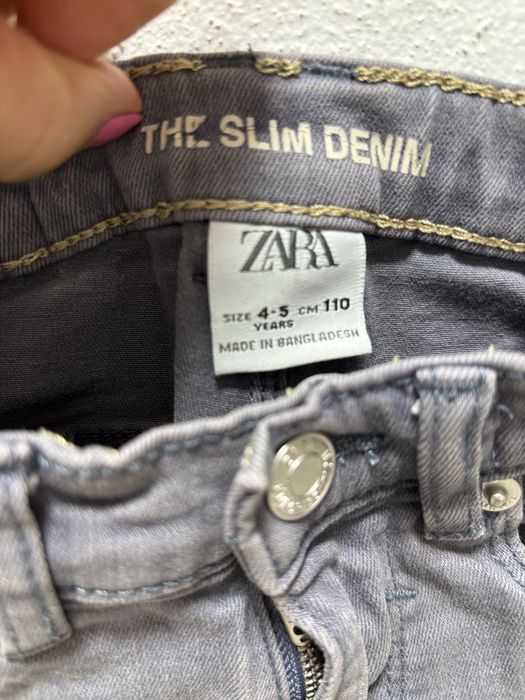 THE SLIM DENIM
ZARA
SIZE 4-5 CM 110
YEARS
MADE IN BANGLADESH